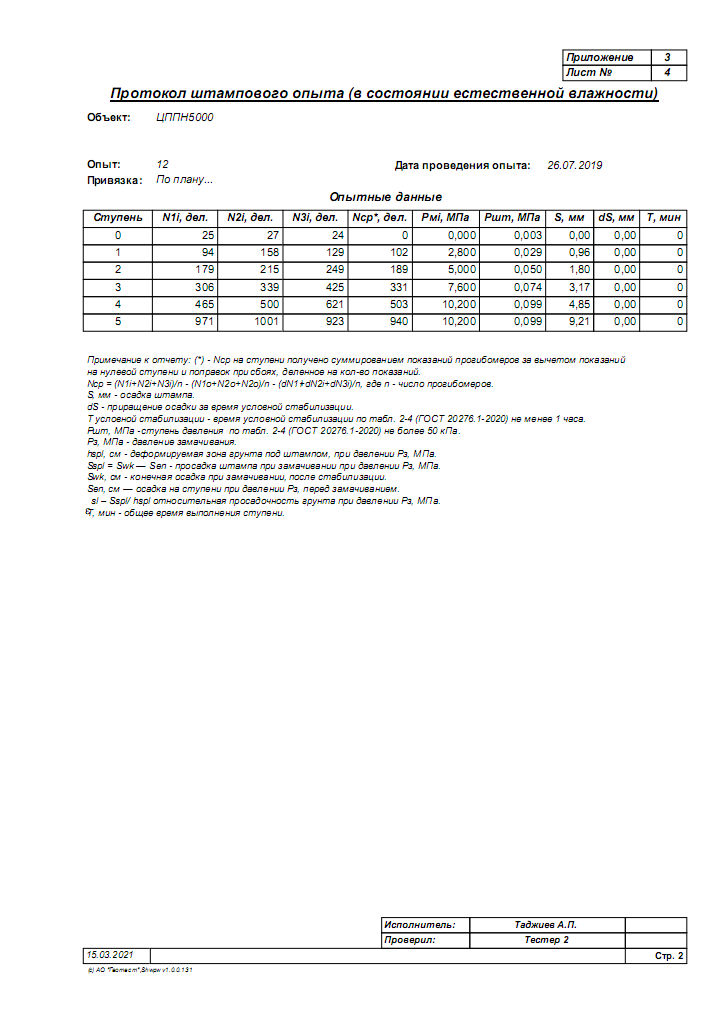 Приложение 3
Лист № 4
Протокол штампового опыта (в состоянии естественной влажности)
Объект: ЦППН5000
Опыт: 12 Дата проведения опыта: 26.07.2019
Привязка: По плану...
Опытные данные
Ступень N1i, дел. N2i, дел. N3i, дел. Nср*, дел. Рмi, МПа Ршт, МПа S, мм dS, мм Т, мин
0 25 27 24 0 0,000 0,003 0,00 0,00 0
1 94 158 129 102 2,800 0,029 0,96 0,00 0
2 179 215 249 189 5,000 0,050 1,80 0,00 0
3 306 339 425 331 7,600 0,074 3,17 0,00 0
4 465 500 621 503 10,200 0,099 4,85 0,00 0
5 971 1001 923 940 10,200 0,099 9,21 0,00 0
Примечание к отчету: (*) - Nср на ступени получено суммированием показаний прогибомеров за вычетом показаний
на нулевой ступени и поправок при сбоях, деленное на кол-во показаний.
Nср = (N1i+N2i+N3i)/n - (N1o+N2o+N2o)/n - (dN1+dN2i+dN3i)/n, где n - число прогибомеров.
S, мм - осадка штампа.
dS - приращение осадки за время условной стабилизации.
Т условной стабилизации - время условной стабилизации по табл. 2-4 (ГОСТ 20276.1-2020) не менее 1 часа.
Ршт, МПа - ступень давления по табл. 2-4 (ГОСТ 20276.1-2020) не более 50 кПа.
Рз, МПа - давление замачивания.
hspl, см - деформируемая зона грунта под штампом, при давлении Рз, МПа.
Sspl = Swk — Sen - просадка штампа при замачивании при давлении Рз, МПа.
Swk, см - конечная осадка при замачивании, после стабилизации.
Sen, см — осадка на ступени при давлении Рз, перед замачиванием.
sl – Sspl/ hspl относительная просадочность грунта при давлении Рз, МПа.
T, мин - общее время выполнения ступени.
Исполнитель: Таджиев А.П.
Проверил: Тестер 2
15.03.2021 Стр. 2
(с) АО "Геотест",Shwpw v1.0.0.131